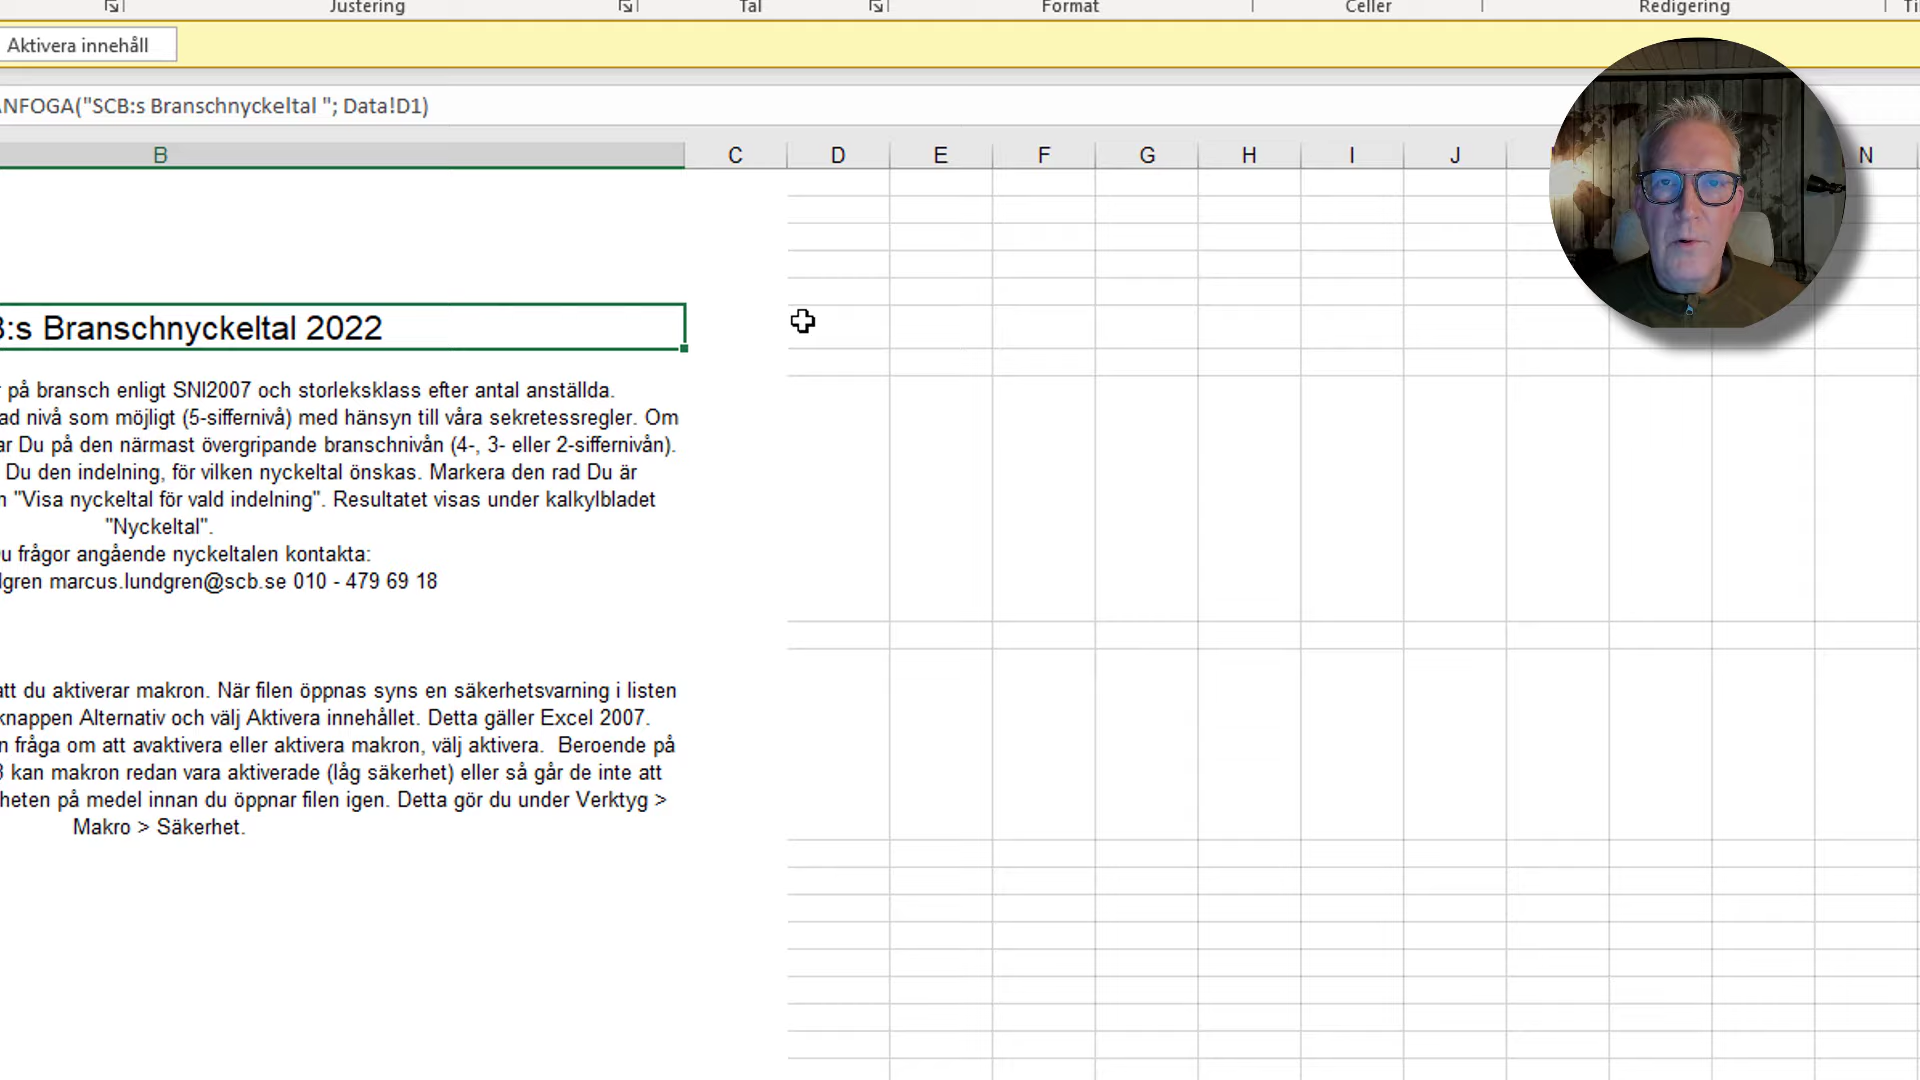 Justering Tal Format Celler Redigering
Aktivera innehåll
ANFOGA("SCB:s Branschnyckeltal "; Data!D1)
B C D E F G H I J N
:s Branschnyckeltal 2022
på bransch enligt SNI2007 och storleksklass efter antal anställda.
ad nivå som möjligt (5-siffernivå) med hänsyn till våra sekretessregler. Om
ar Du på den närmast övergripande branschnivån (4-, 3- eller 2-siffernivån).
Du den indelning, för vilken nyckeltal önskas. Markera den rad Du är
"Visa nyckeltal för vald indelning". Resultatet visas under kalkylbladet
"Nyckeltal".
u frågor angående nyckeltalen kontakta:
gren marcus.lundgren@scb.se 010 - 479 69 18
att du aktiverar makron. När filen öppnas syns en säkerhetsvarning i listen
knappen Alternativ och välj Aktivera innehållet. Detta gäller Excel 2007.
n fråga om att avaktivera eller aktivera makron, välj aktivera. Beroende på
3 kan makron redan vara aktiverade (låg säkerhet) eller så går de inte att
heten på medel innan du öppnar filen igen. Detta gör du under Verktyg >
Makro > Säkerhet.